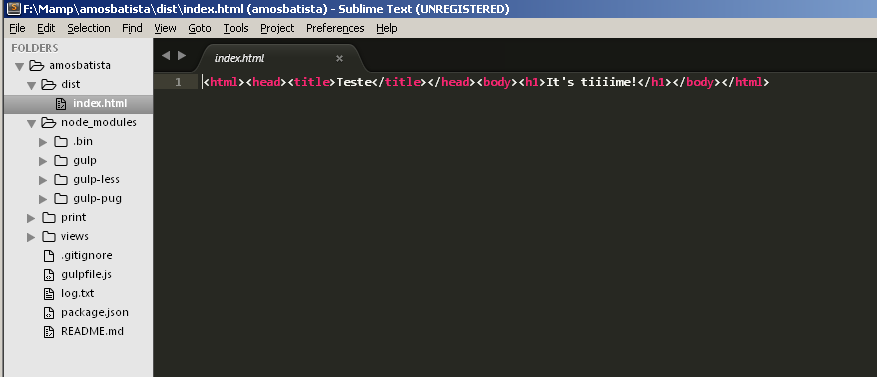 F:\Mamp\amosbatista\dist\index.html (amosbatista) - Sublime Text (UNREGISTERED)
File Edit Selection Find View Goto Tools Project Preferences Help
FOLDERS
amosbatista
dist
index.html
node_modules
.bin
gulp
gulp-less
gulp-pug
print
views
.gitignore
gulpfile.js
log.txt
package.json
README.md
index.html ×
1 <html><head><title>Teste</title></head><body><h1>It's tiiiime!</h1></body></html>